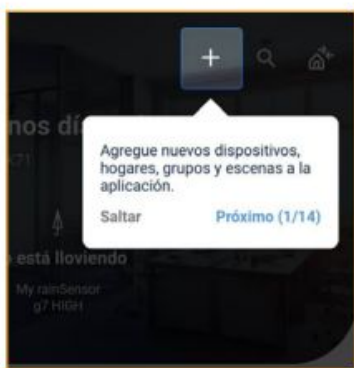 nos dí
Agregue nuevos dispositivos,
hogares, grupos y escenas a la
aplicación.
Saltar Próximo (1/14)
está lloviendo
My rainSensor
g7 HIGH